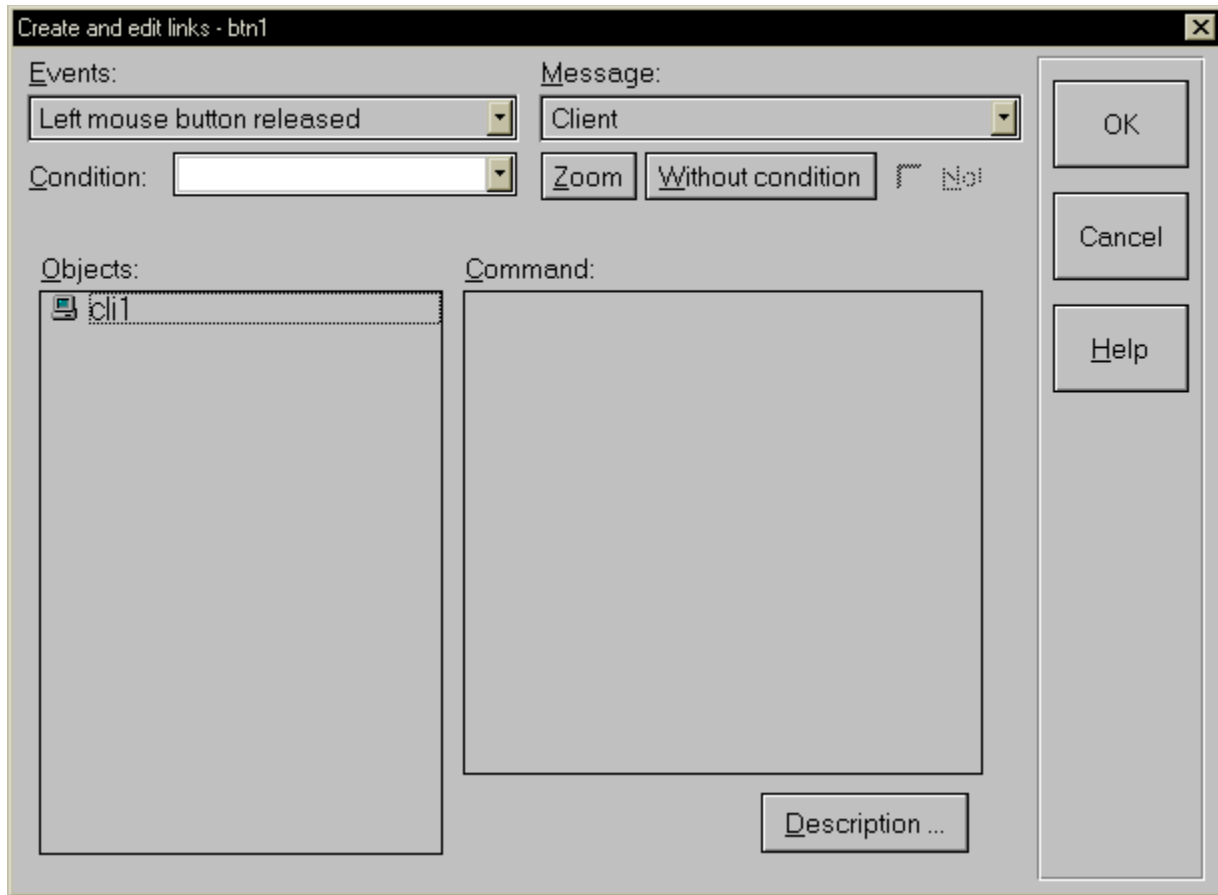 Create and edit links - btn1
Events:
Message:
Left mouse button released
Client
OK
Condition:
Zoom
Without condition
Not
Cancel
Objects:
Command:
cli1
Help
Description ...